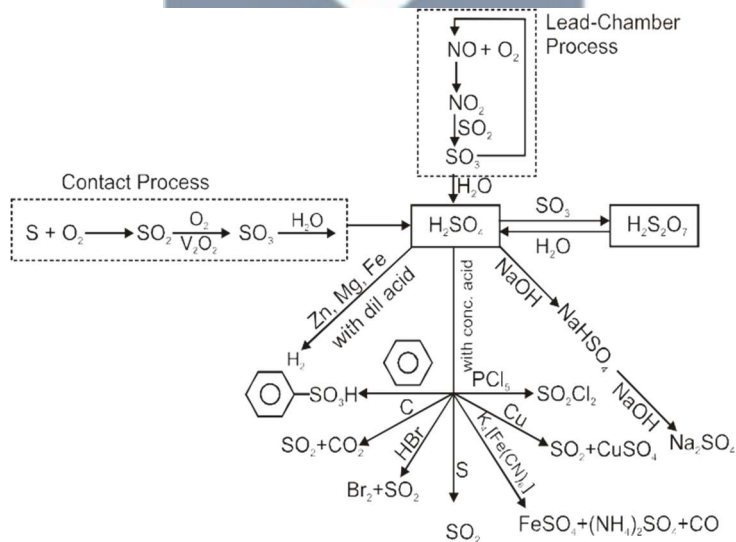 Lead-Chamber
Process
NO + O₂
NO₂
SO₂
SO₃
H₂O
Contact Process
S + O₂
SO₂
O₂
V₂O₂
SO₃
H₂O
H₂SO₄
SO₃
H₂O
H₂S₂O₇
Zn, Mg, Fe
with dil acid
H₂
with conc. acid
NaOH
NaHSO₄
NaOH
Na₂SO₄
SO₃H
PCl₅
SO₂Cl₂
C
SO₂+CO₂
HBr
Br₂+SO₂
S
SO₂
K₄[Fe(CN)₆]
FeSO₄+(NH₄)₂SO₄+CO
Cu
SO₂+CuSO₄